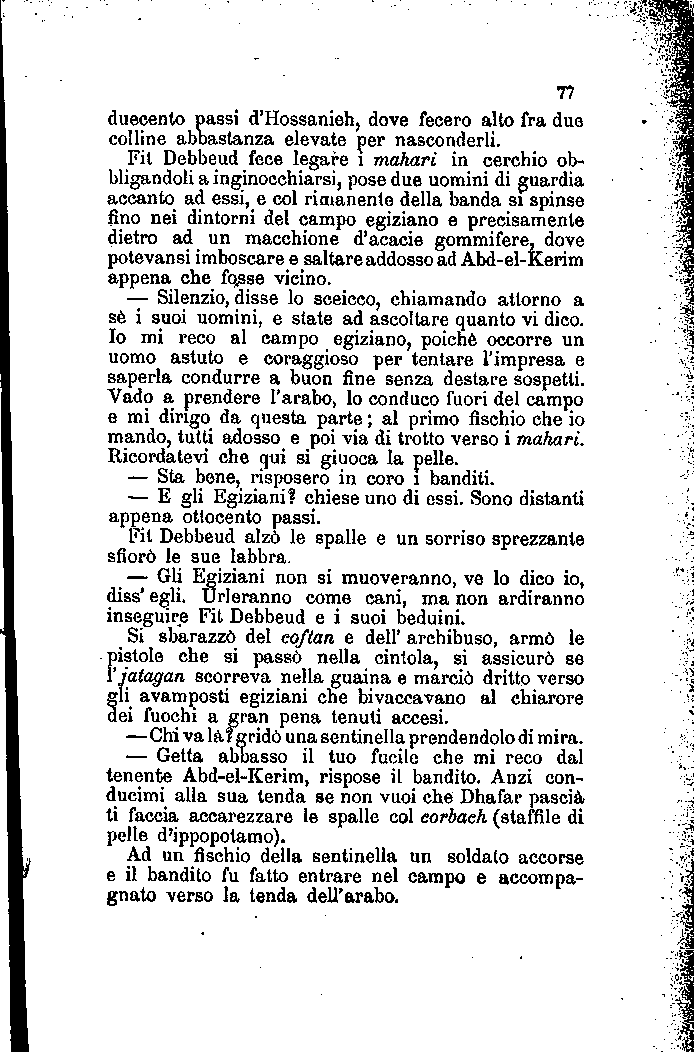 77
duecento passi d'Hossanieh, dove fecero alto fra due
colline abbastanza elevate per nasconderli.
Fit Debbeud fece legare i mahari in cerchio ob-
bligandoli a inginocchiarsi, pose due uomini di guardia
accanto ad essi, e col rimanente della banda si spinse
fino nei dintorni del campo egiziano e precisamente
dietro ad un macchione d'acacie gommifere, dove
potevansi imboscare e saltare addosso ad Abd-el-Kerim
appena che fosse vicino.
— Silenzio, disse lo sceicco, chiamando attorno a
sè i suoi uomini, e state ad ascoltare quanto vi dico.
Io mi reco al campo egiziano, poichè occorre un
uomo astuto e coraggioso per tentare l'impresa e
saperla condurre a buon fine senza destare sospetti.
Vado a prendere l'arabo, lo conduco fuori del campo
e mi dirigo da questa parte; al primo fischio che io
mando, tutti adosso e poi via di trotto verso i mahari.
Ricordatevi che qui si giuoca la pelle.
— Sta bene, risposero in coro i banditi.
— E gli Egiziani? chiese uno di essi. Sono distanti
appena ottocento passi.
Fit Debbeud alzò le spalle e un sorriso sprezzante
sfiorò le sue labbra.
— Gli Egiziani non si muoveranno, ve lo dico io,
diss' egli. Urleranno come cani, ma non ardiranno
inseguire Fit Debbeud e i suoi beduini.
Si sbarazzò del coftan e dell' archibuso, armò le
pistole che si passò nella cintola, si assicurò se
l'jatagan scorreva nella guaina e marciò dritto verso
gli avamposti egiziani che bivaccavano al chiarore
dei fuochi a gran pena tenuti accesi.
— Chi va là? gridò una sentinella prendendolo di mira.
— Getta abbasso il tuo fucile che mi reco dal
tenente Abd-el-Kerim, rispose il bandito. Anzi con-
ducimi alla sua tenda se non vuoi che Dhafar pascià
ti faccia accarezzare le spalle col corbach (staffile di
pelle d'ippopotamo).
Ad un fischio della sentinella un soldato accorse
e il bandito fu fatto entrare nel campo e accompa-
gnato verso la tenda dell'arabo.